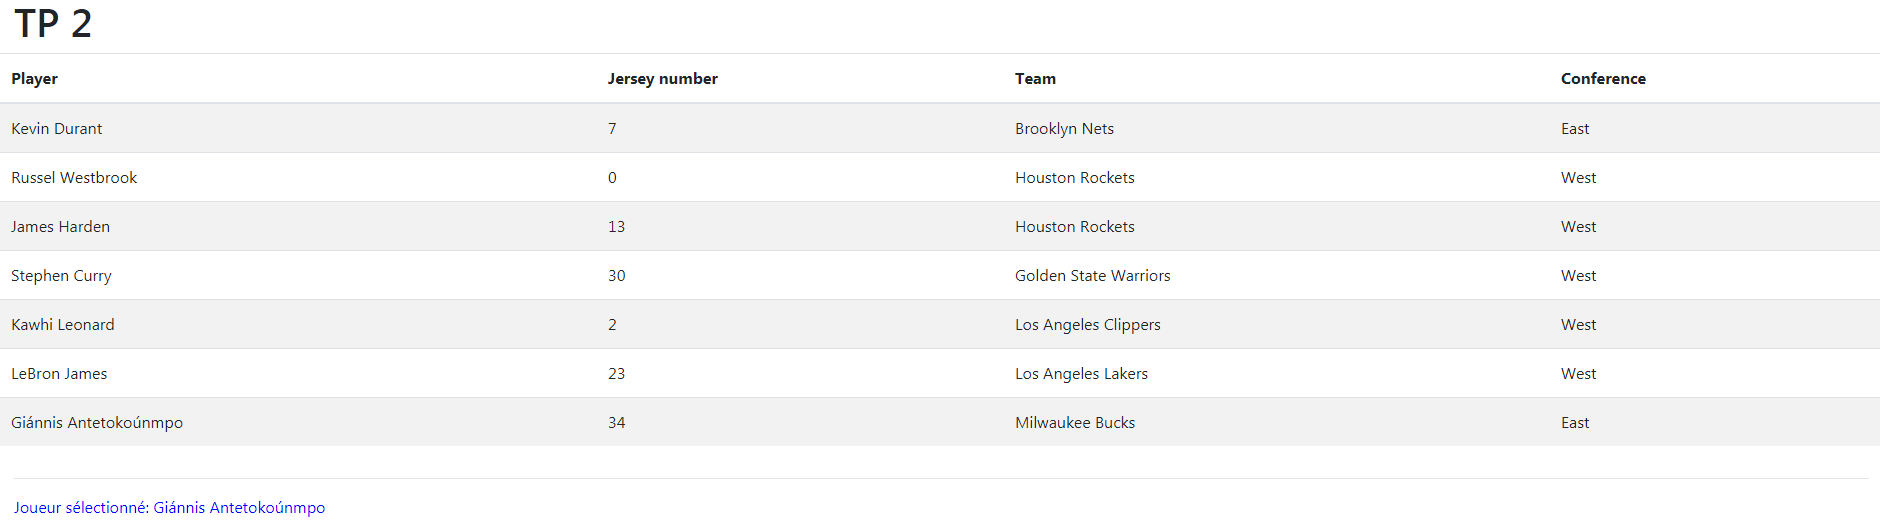 TP 2
Player Jersey number Team Conference
Kevin Durant 7 Brooklyn Nets East
Russel Westbrook 0 Houston Rockets West
James Harden 13 Houston Rockets West
Stephen Curry 30 Golden State Warriors West
Kawhi Leonard 2 Los Angeles Clippers West
LeBron James 23 Los Angeles Lakers West
Giánnis Antetokoúnmpo 34 Milwaukee Bucks East
Joueur sélectionné: Giánnis Antetokoúnmpo